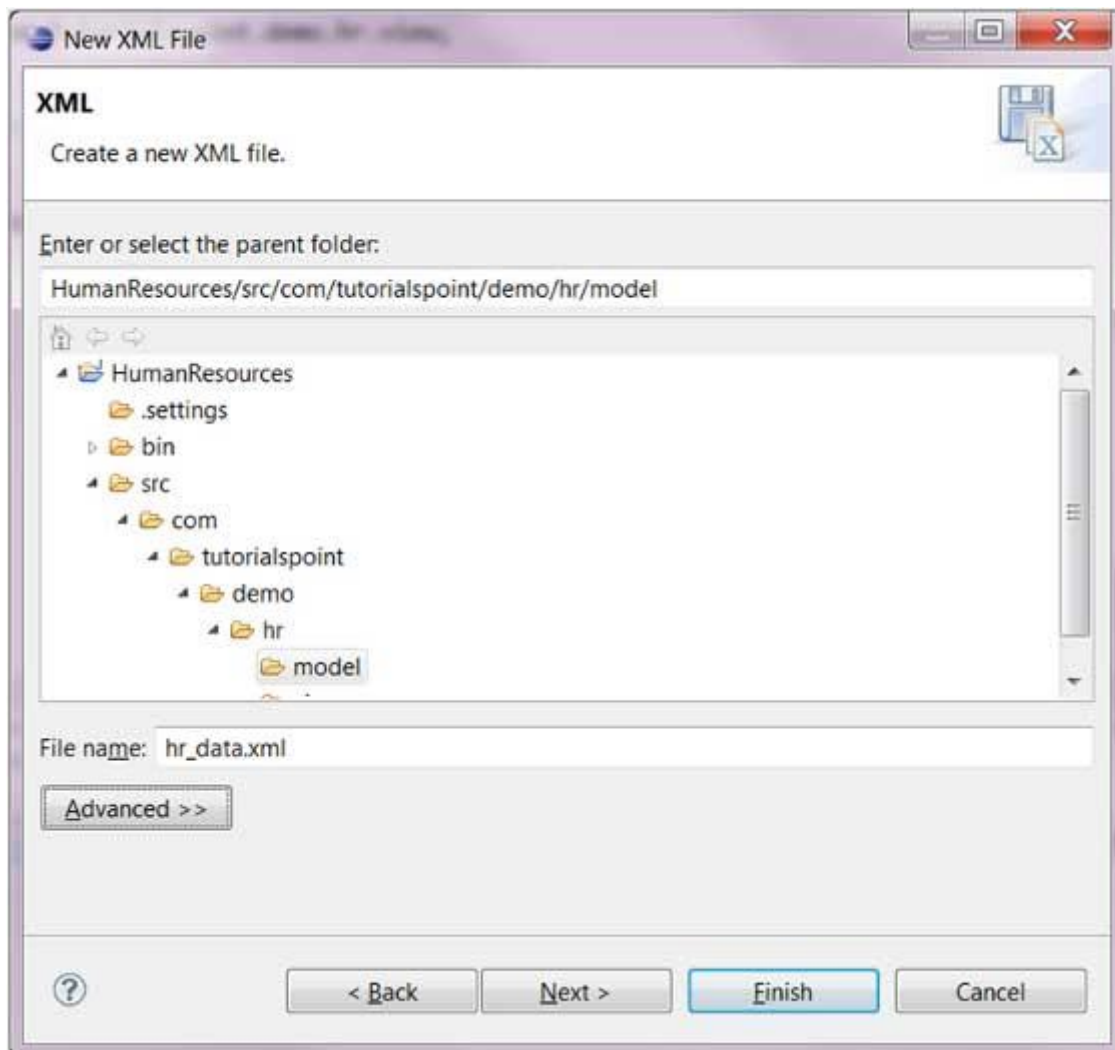 New XML File
XML
Create a new XML file.
X
Enter or select the parent folder:
HumanResources/src/com/tutorialspoint/demo/hr/model
HumanResources
.settings
bin
src
com
tutorialspoint
demo
hr
model
File name: hr_data.xml
Advanced >>
? < Back Next > Finish Cancel